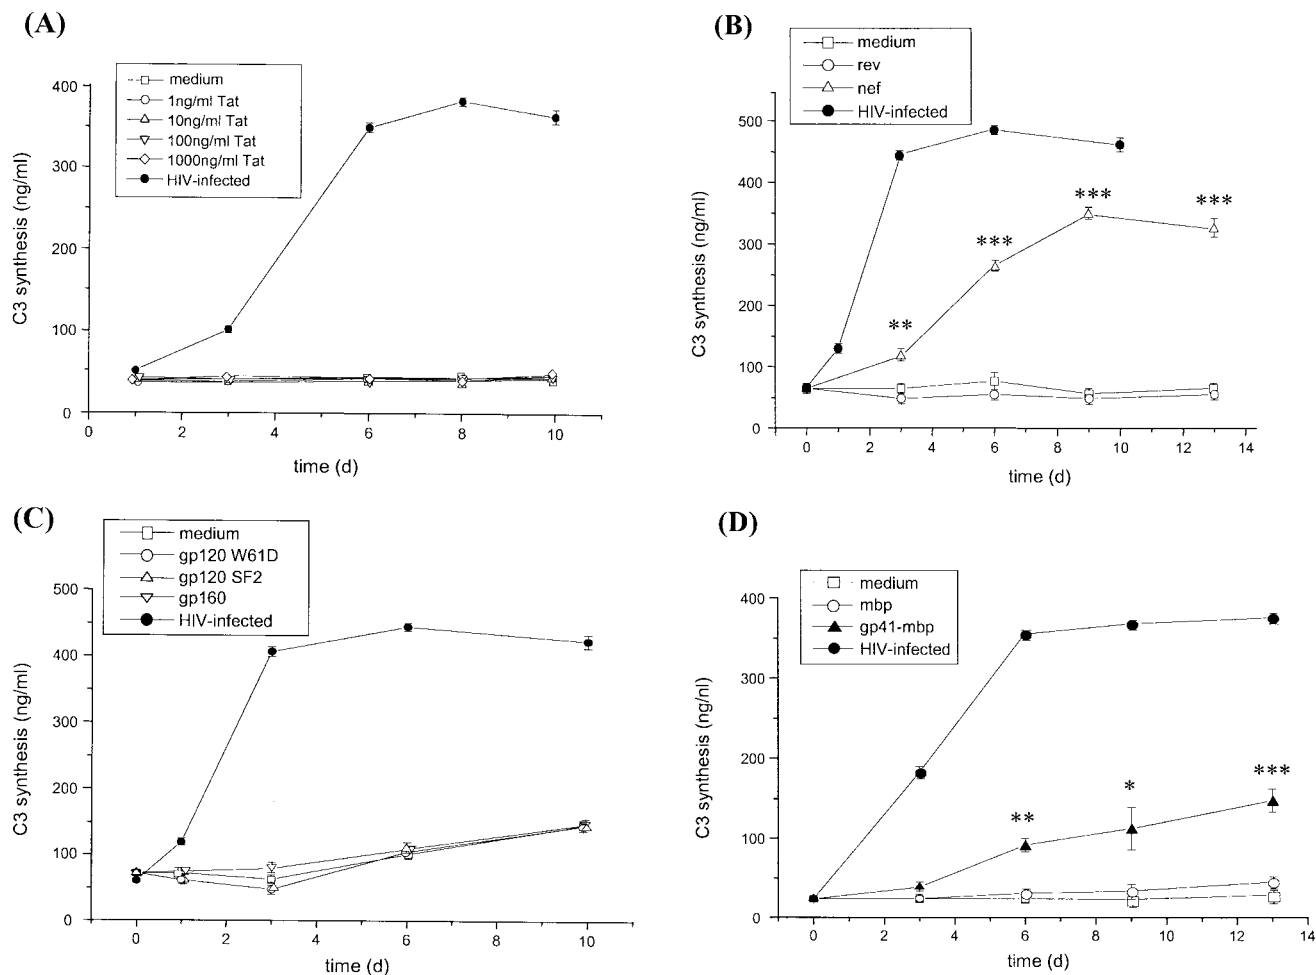 (A)
medium
1ng/ml Tat
10ng/ml Tat
100ng/ml Tat
1000ng/ml Tat
HIV-infected
400
300
200
100
0
C3 synthesis (ng/ml)
0 2 4 6 8 10
time (d)
(B)
medium
rev
nef
HIV-infected
500
400
300
200
100
0
C3 synthesis (ng/ml)
**
***
***
***
0 2 4 6 8 10 12 14
time (d)
(C)
medium
gp120 W61D
gp120 SF2
gp160
HIV-infected
500
400
300
200
100
0
C3 synthesis (ng/ml)
0 2 4 6 8 10
time (d)
(D)
medium
mbp
gp41-mbp
HIV-infected
400
300
200
100
0
C3 synthesis (ng/nl)
**
*
***
0 2 4 6 8 10 12 14
time (d)